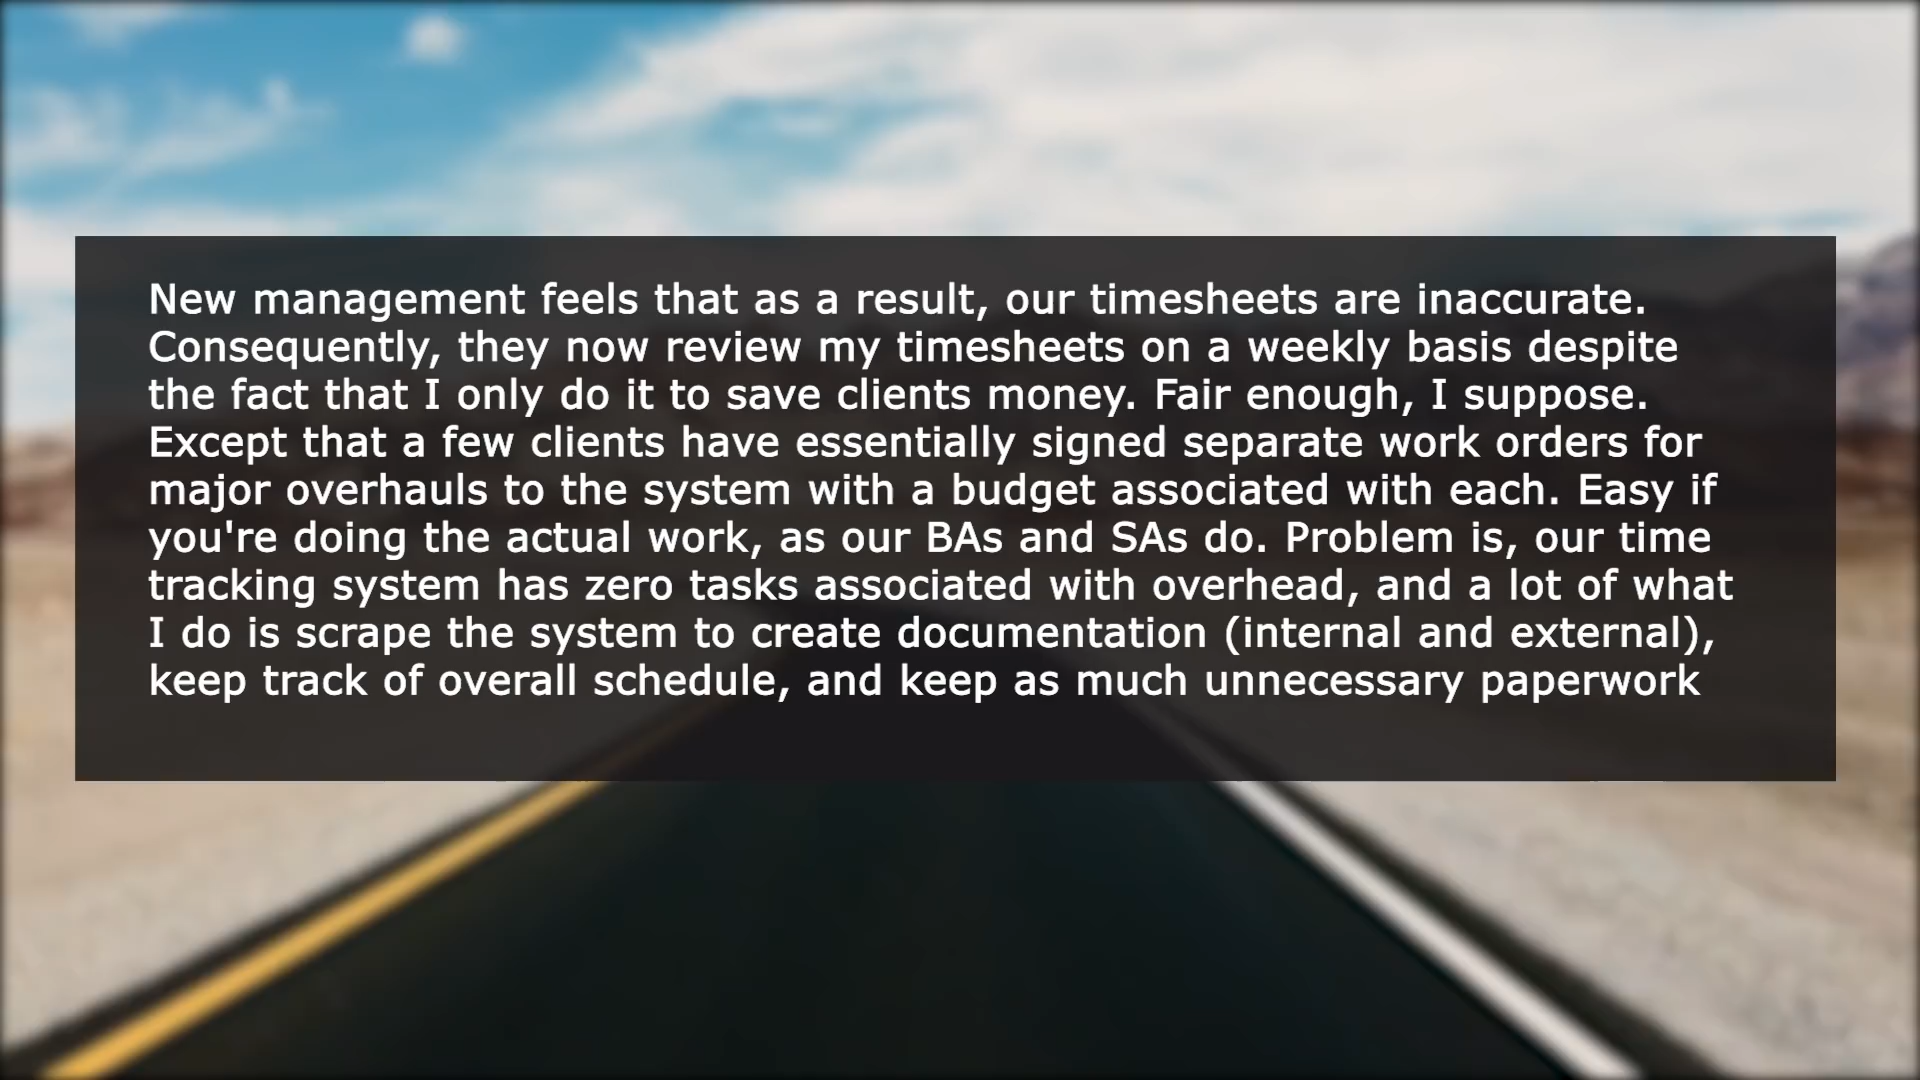 New management feels that as a result, our timesheets are inaccurate.
Consequently, they now review my timesheets on a weekly basis despite
the fact that I only do it to save clients money. Fair enough, I suppose.
Except that a few clients have essentially signed separate work orders for
major overhauls to the system with a budget associated with each. Easy if
you're doing the actual work, as our BAs and SAs do. Problem is, our time
tracking system has zero tasks associated with overhead, and a lot of what
I do is scrape the system to create documentation (internal and external),
keep track of overall schedule, and keep as much unnecessary paperwork